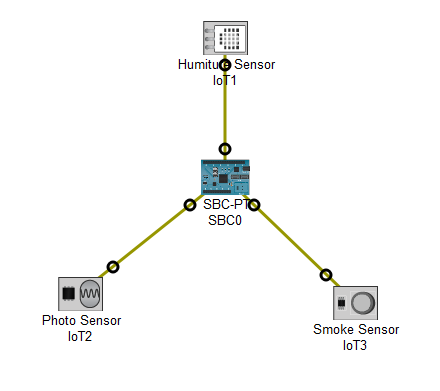 Humiture Sensor
IoT1
SBC-PT
SBC0
Photo Sensor
IoT2
Smoke Sensor
IoT3